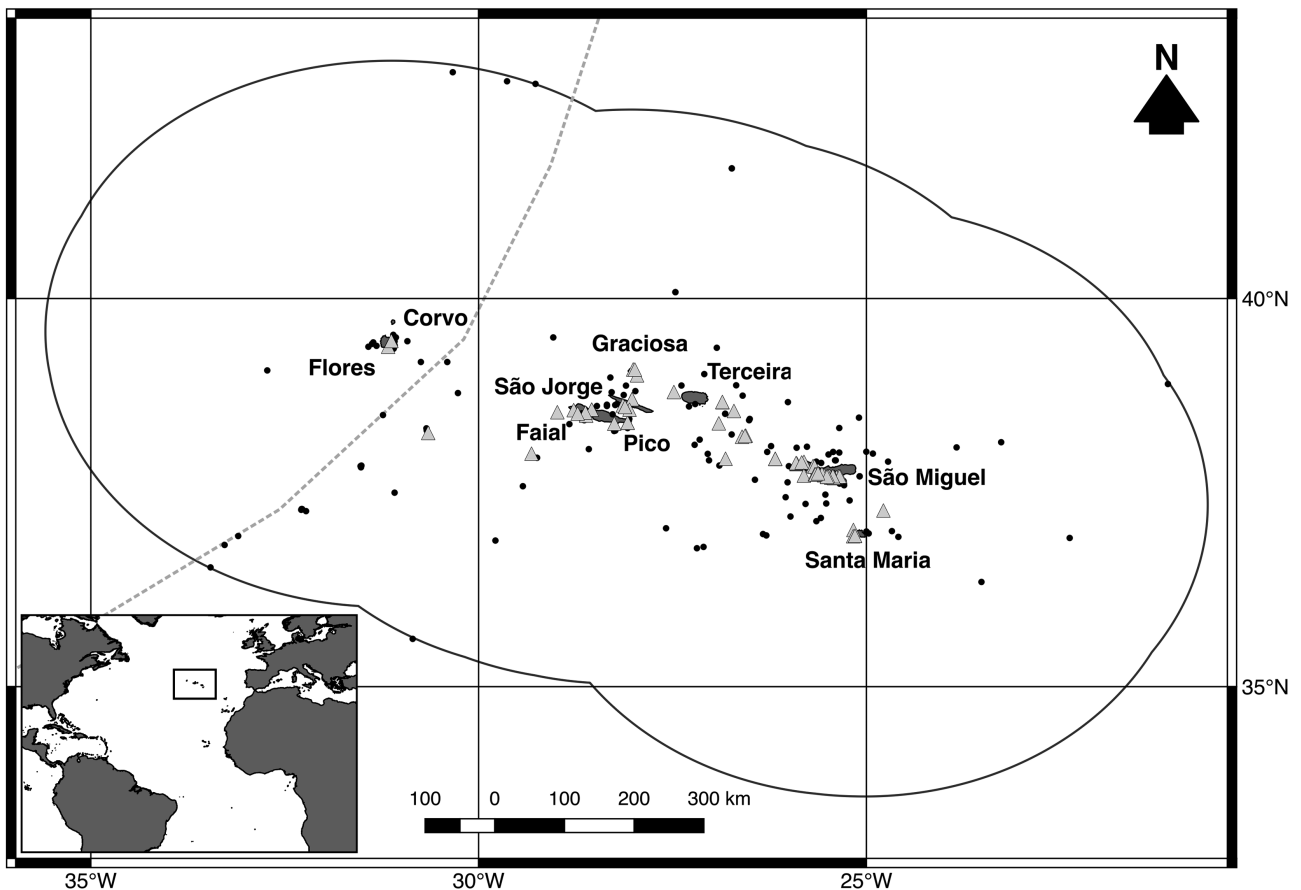 N
40°N
Corvo
Flores
Graciosa
Terceira
São Jorge
Faial
Pico
São Miguel
Santa Maria
35°N
100 0 100 200 300 km
35°W 30°W 25°W